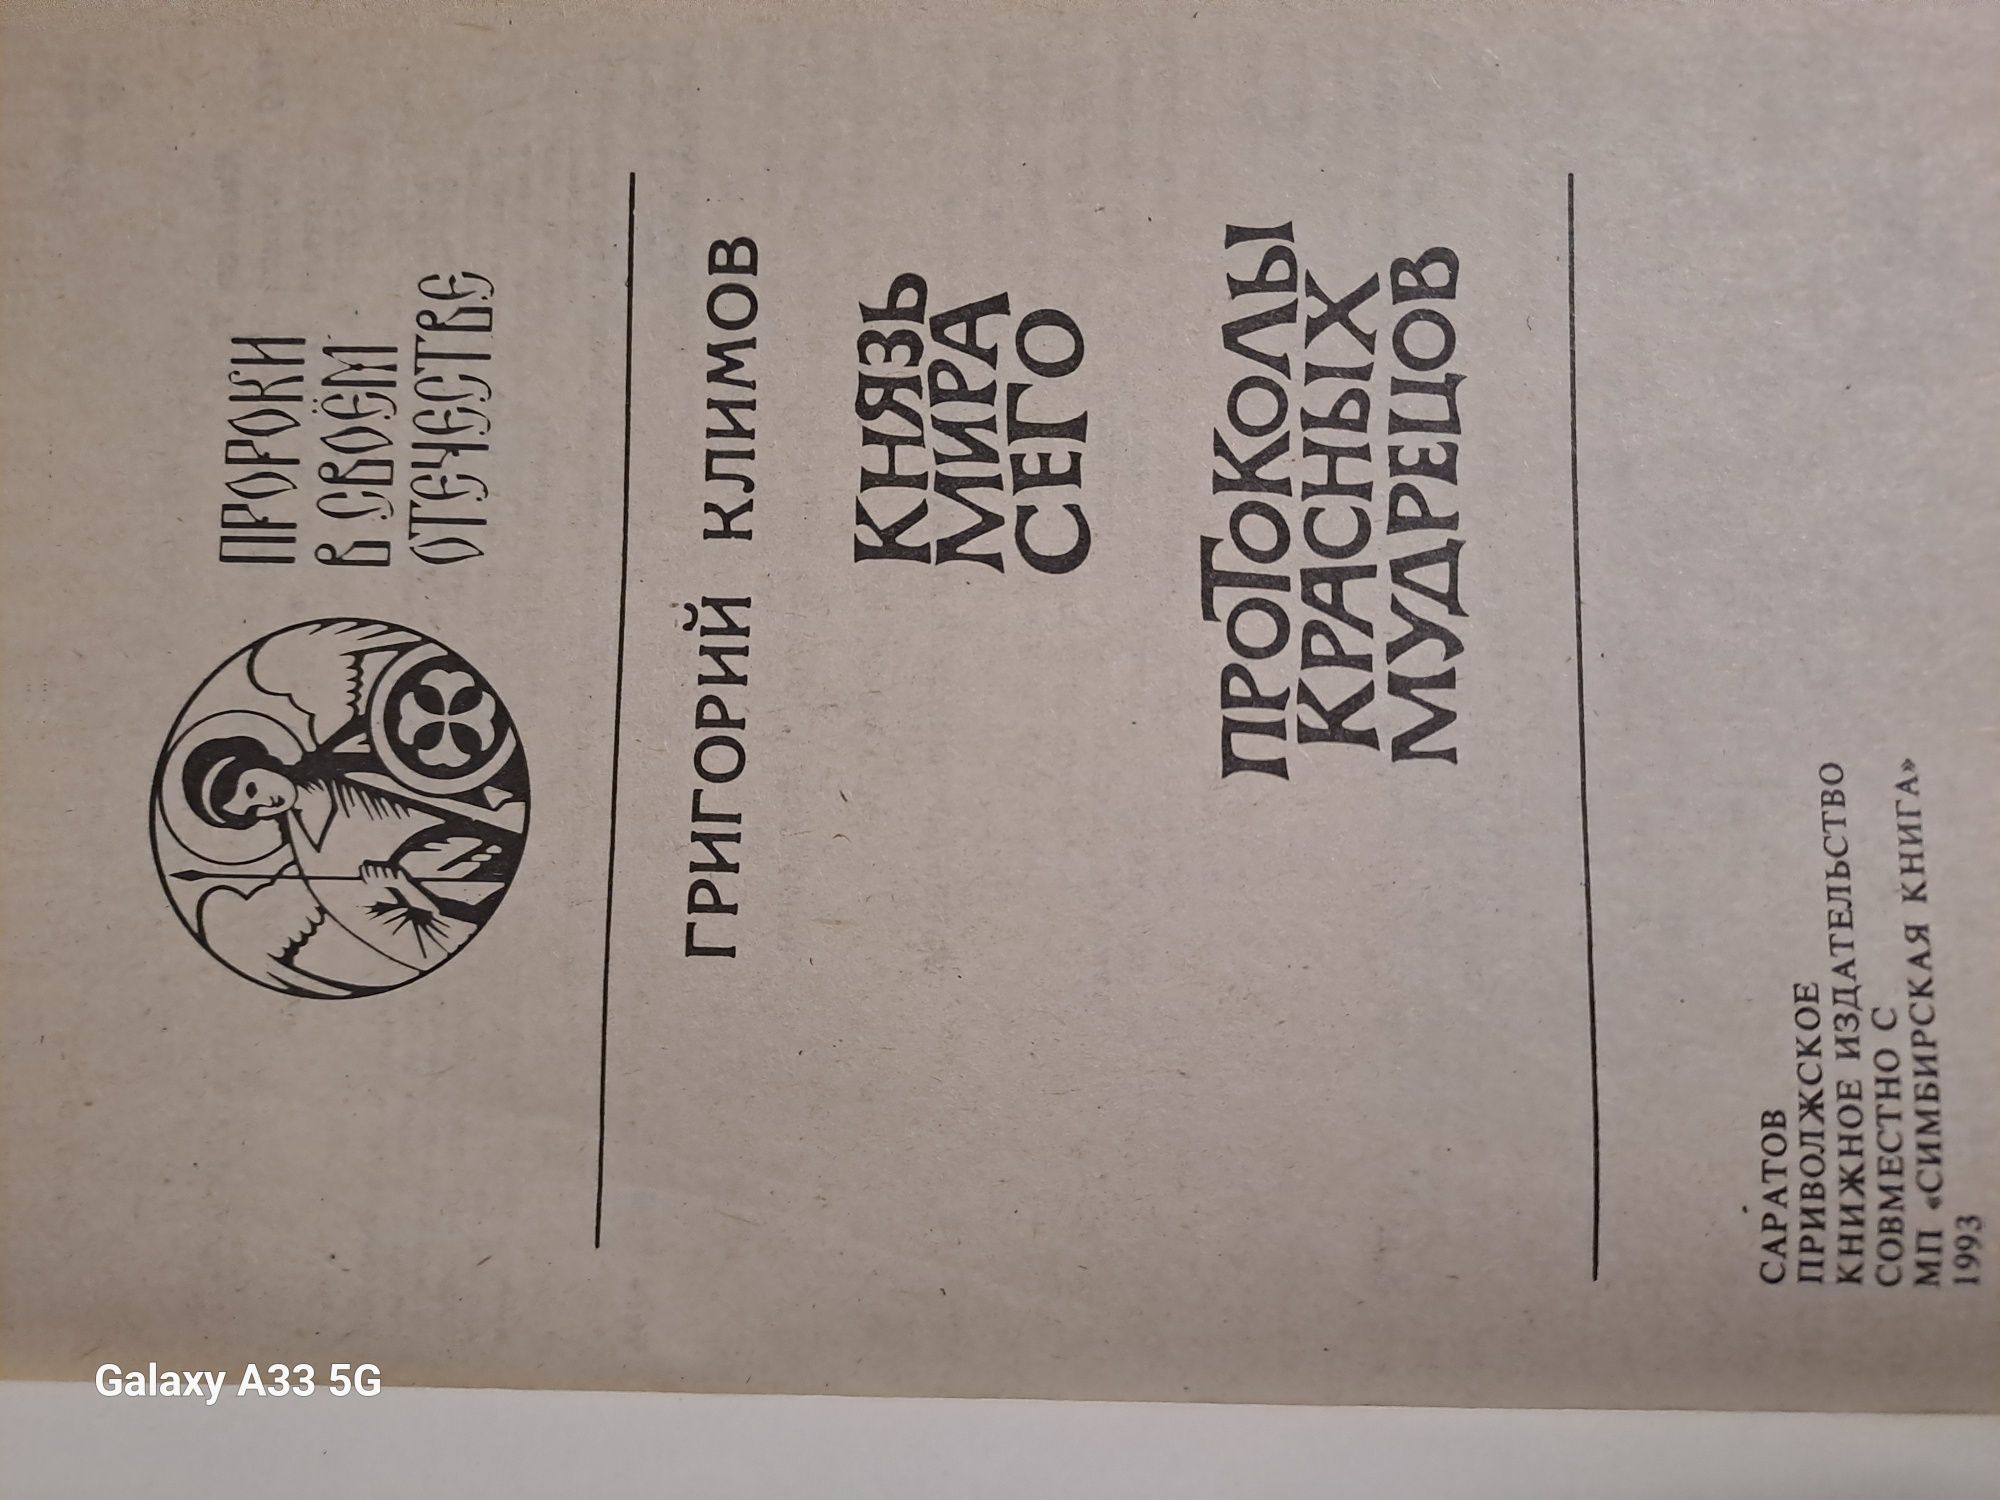 ПРОРОКИ
В СВОЁМ
ОТЕЧЕСТВЕ
ГРИГОРИЙ КЛИМОВ
КНЯЗЬ
МИРА
СЕГО
ПРОТОКОЛЫ
КРАСНЫХ
МУДРЕЦОВ
САРАТОВ
ПРИВОЛЖСКОЕ
КНИЖНОЕ ИЗДАТЕЛЬСТВО
СОВМЕСТНО С
МП «СИМБИРСКАЯ КНИГА»
1993
Galaxy A33 5G